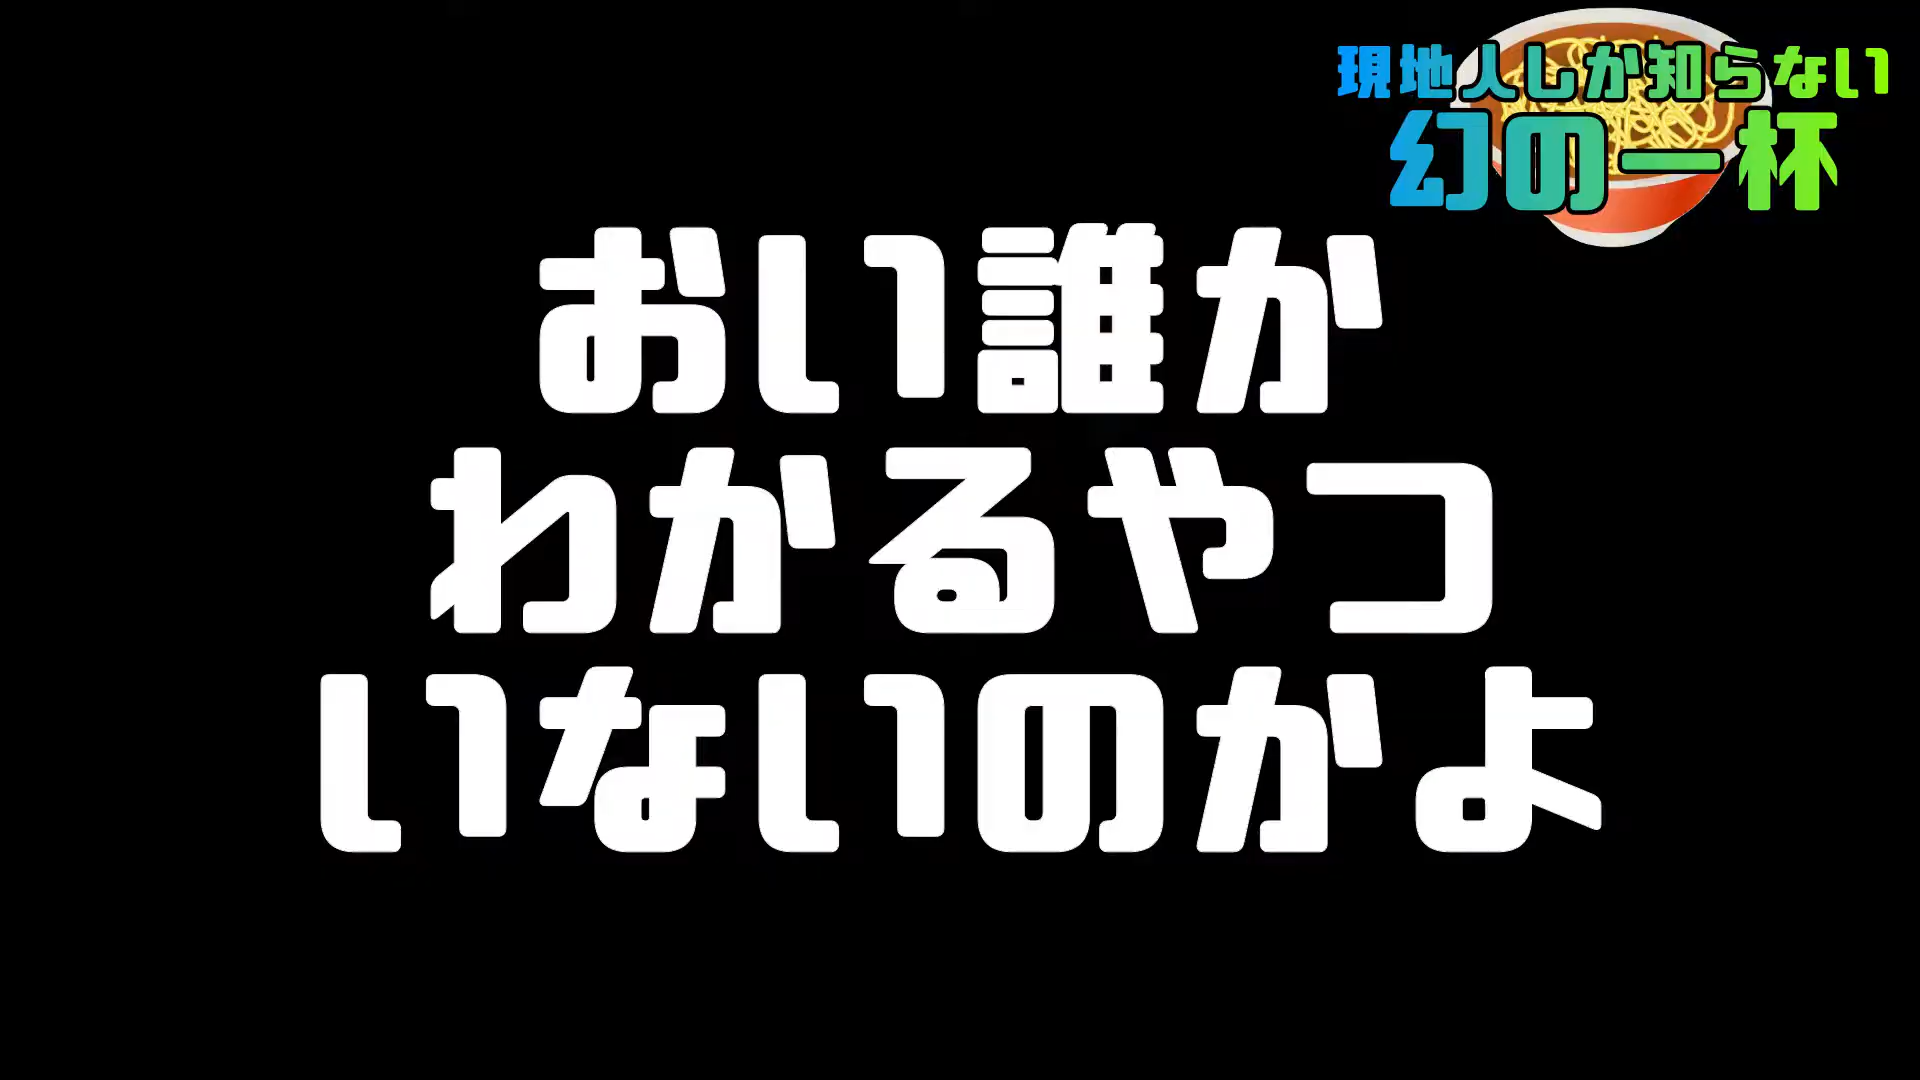 現地人しか知らない
幻の一杯
おい誰か
わかるやつ
いないのかよ